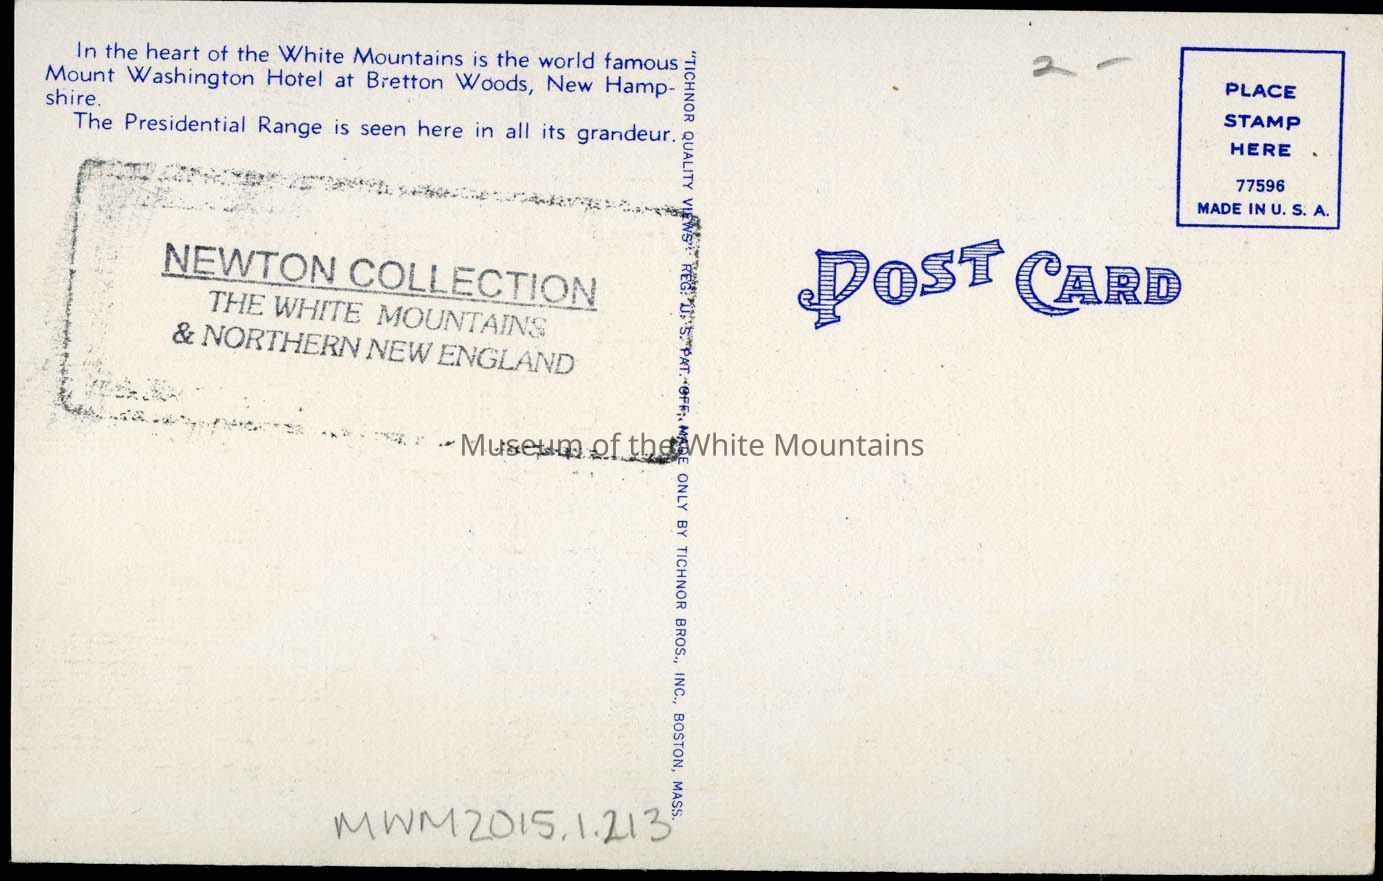 In the heart of the White Mountains is the world famous
Mount Washington Hotel at Bretton Woods, New Hamp-
shire.
The Presidential Range is seen here in all its grandeur.
NEWTON COLLECTION
THE WHITE MOUNTAINS
& NORTHERN NEW ENGLAND
MWM2015.1.213
"TICHNOR QUALITY VIEWS" REG. U. S. PAT. OFF. MADE ONLY BY TICHNOR BROS., INC., BOSTON, MASS.
2 -
PLACE
STAMP
HERE
77596
MADE IN U. S. A.
POST CARD
Museum of the White Mountains